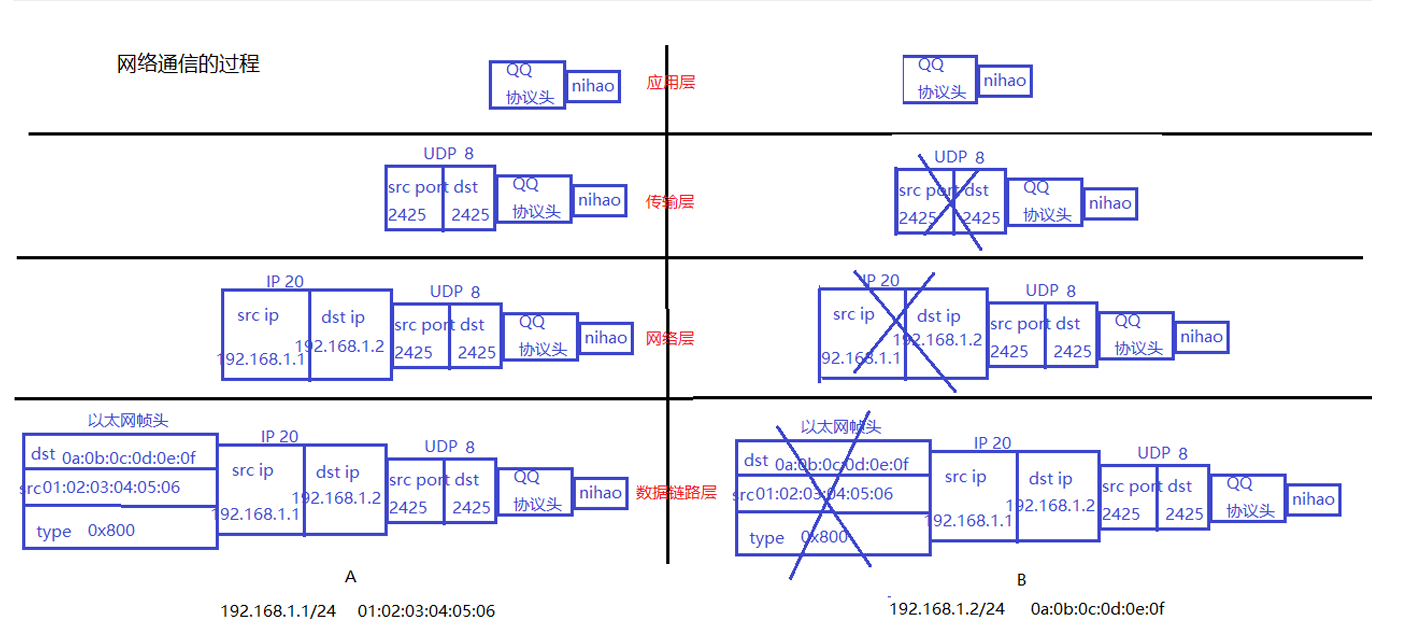 网络通信的过程
QQ
协议头
nihao
应用层
QQ
协议头
nihao
UDP 8
src port dst
2425 2425
QQ
协议头
nihao
传输层
UDP 8
src port dst
2425 2425
QQ
协议头
nihao
IP 20
src ip
dst ip
192.168.1.1
192.168.1.2
UDP 8
src port dst
2425 2425
QQ
协议头
nihao
网络层
IP 20
src ip
dst ip
92.168.1.1
192.168.1.2
UDP 8
src port dst
2425 2425
QQ
协议头
nihao
以太网帧头
dst 0a:0b:0c:0d:0e:0f
src 01:02:03:04:05:06
type 0x800
IP 20
src ip
dst ip
192.168.1.1
192.168.1.2
UDP 8
src port dst
2425 2425
QQ
协议头
nihao
数据链路层
以太网帧头
dst 0a:0b:0c:0d:0e:0f
src 01:02:03:04:05:06
type 0x800
IP 20
src ip
dst ip
192.168.1.1
192.168.1.2
UDP 8
src port dst
2425 2425
QQ
协议头
nihao
A
192.168.1.1/24 01:02:03:04:05:06
B
192.168.1.2/24 0a:0b:0c:0d:0e:0f